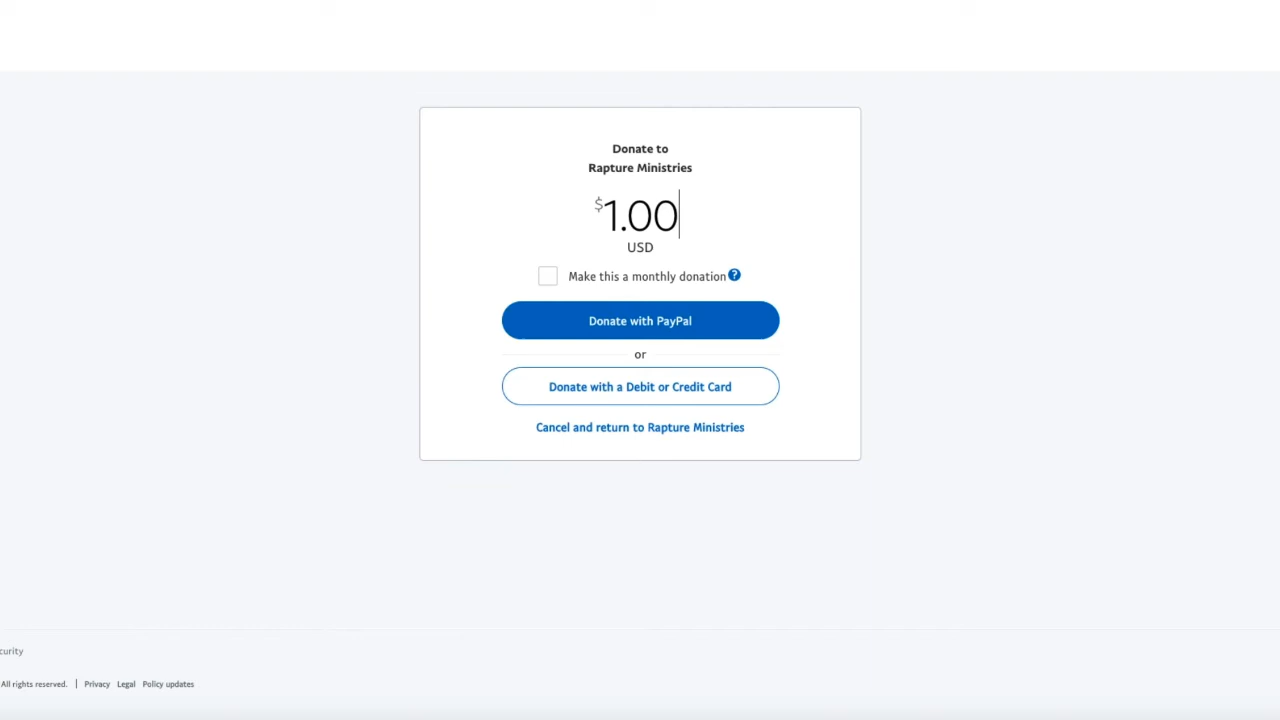 Donate to
Rapture Ministries
$1.00
USD
Make this a monthly donation ?
Donate with PayPal
or
Donate with a Debit or Credit Card
Cancel and return to Rapture Ministries
curity
All rights reserved. | Privacy Legal Policy updates